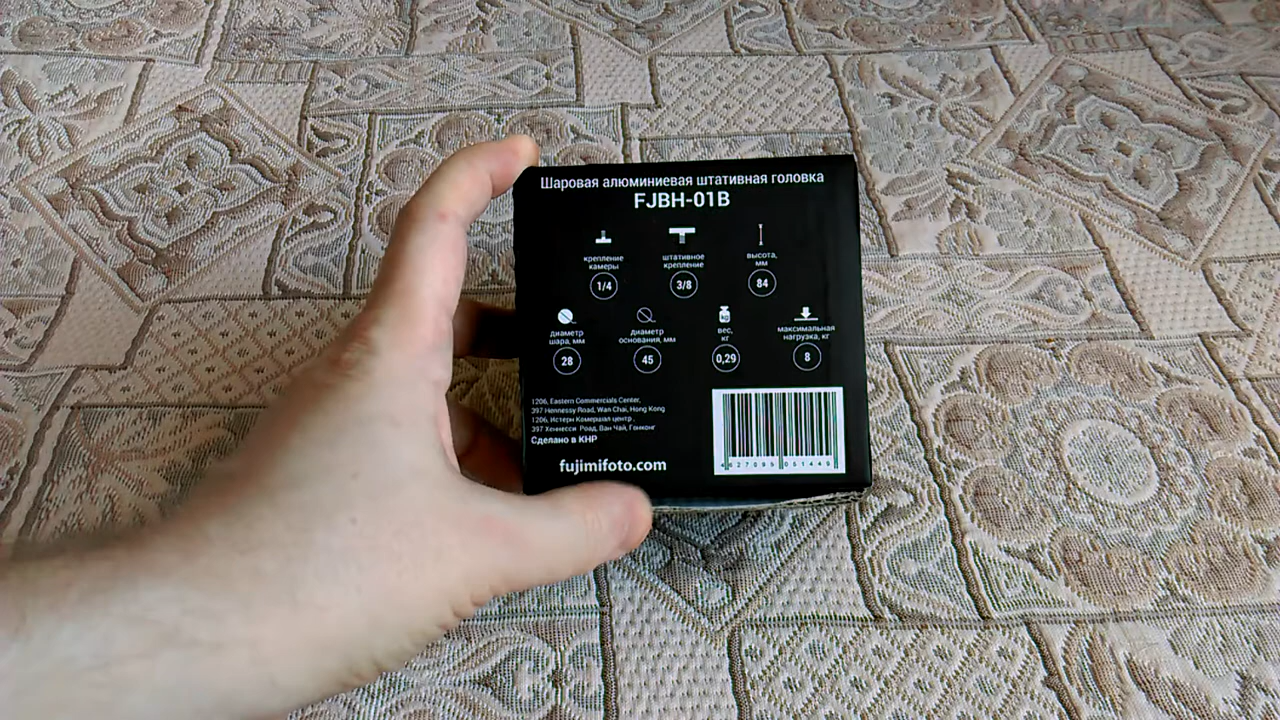 Шаровая алюминиевая штативная головка
FJBH-01B
крепление
камеры
1/4
штативное
крепление
3/8
высота,
мм
84
диаметр
шара, мм
28
диаметр
основания, мм
45
kg
вес,
кг
0,29
максимальная
нагрузка, кг
8
1206, Eastern Commercials Center,
397 Hennessy Road, Wan Chai, Hong Kong
1206, Истерн Комершал центр,
397 Хеннесси Роад, Ван Чай, Гонконг
Сделано в КНР
fujimifoto.com
4627095051449